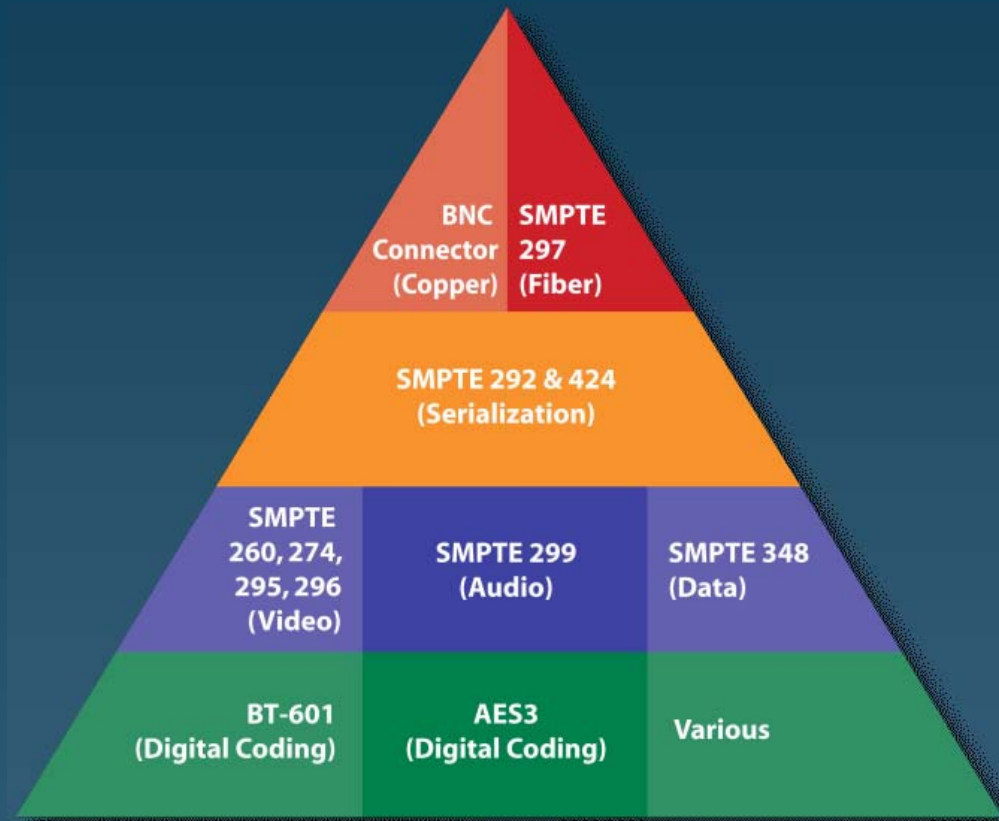 BNC
Connector
(Copper)
SMPTE
297
(Fiber)
SMPTE 292 & 424
(Serialization)
SMPTE
260, 274,
295, 296
(Video)
SMPTE 299
(Audio)
SMPTE 348
(Data)
BT-601
(Digital Coding)
AES3
(Digital Coding)
Various